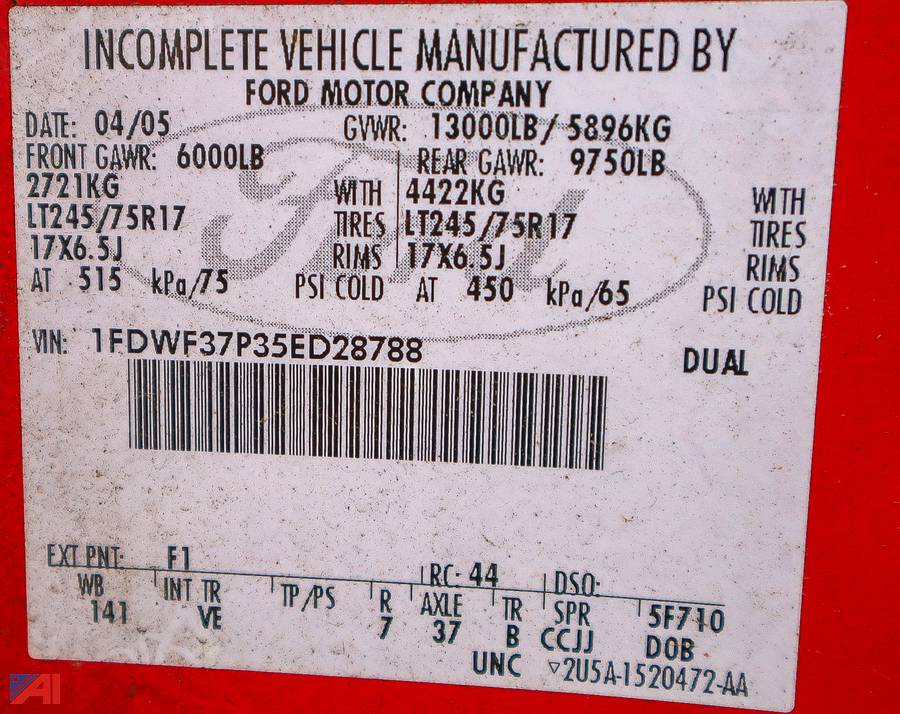 INCOMPLETE VEHICLE MANUFACTURED BY
FORD MOTOR COMPANY
DATE: 04/05 GVWR: 13000LB/ 5896KG
FRONT GAWR: 6000LB REAR GAWR: 9750LB
2721KG WITH 4422KG WITH
LT245/75R17 TIRES LT245/75R17 TIRES
17X6.5J RIMS 17X6.5J RIMS
AT 515 kPa/75 PSI COLD AT 450 kPa/65 PSI COLD
VIN: 1FDWF37P35ED28788 DUAL
EXT PNT: F1 RC: 44 DSO:
WB INT TR TP/PS R AXLE TR SPR 5F710
141 VE 7 37 B CCJJ DOB
UNC ▽2U5A-1520472-AA
Ford
AI